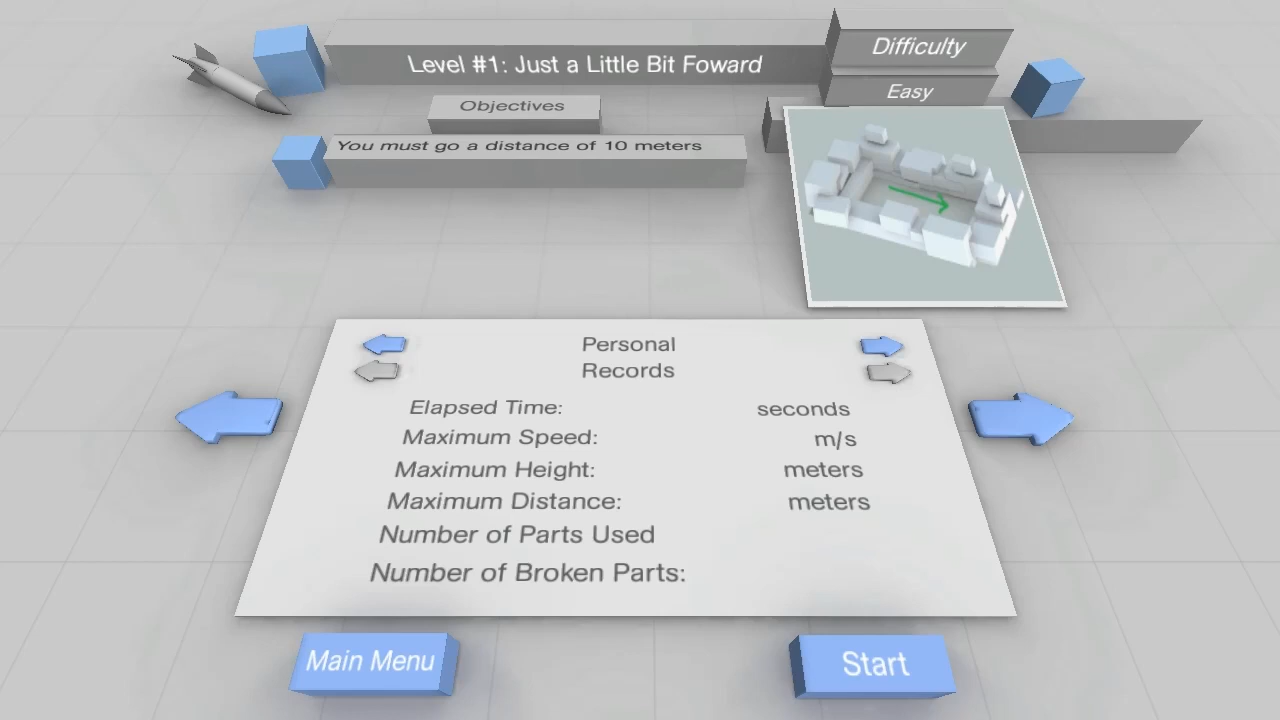 Level #1: Just a Little Bit Foward
Difficulty
Easy
Objectives
You must go a distance of 10 meters
Personal
Records
Elapsed Time: seconds
Maximum Speed: m/s
Maximum Height: meters
Maximum Distance: meters
Number of Parts Used
Number of Broken Parts:
Main Menu
Start